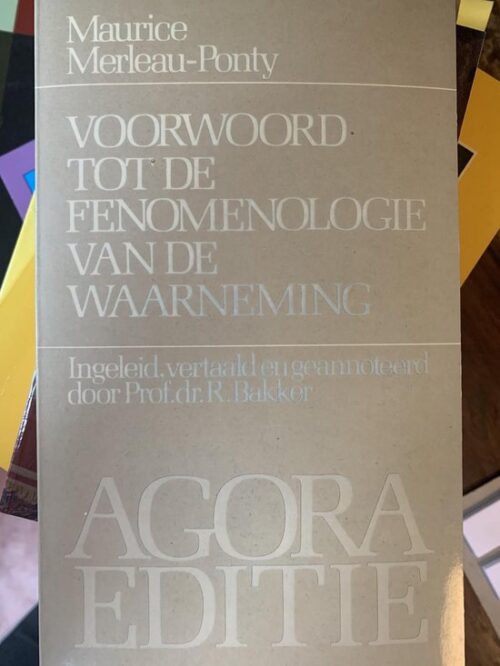 Maurice
Merleau-Ponty
VOORWOORD
TOT DE
FENOMENOLOGIE
VAN DE
WAARNEMING
Ingeleid, vertaald en geannoteerd
door Prof. dr. R. Bakker
AGORA
EDITIE